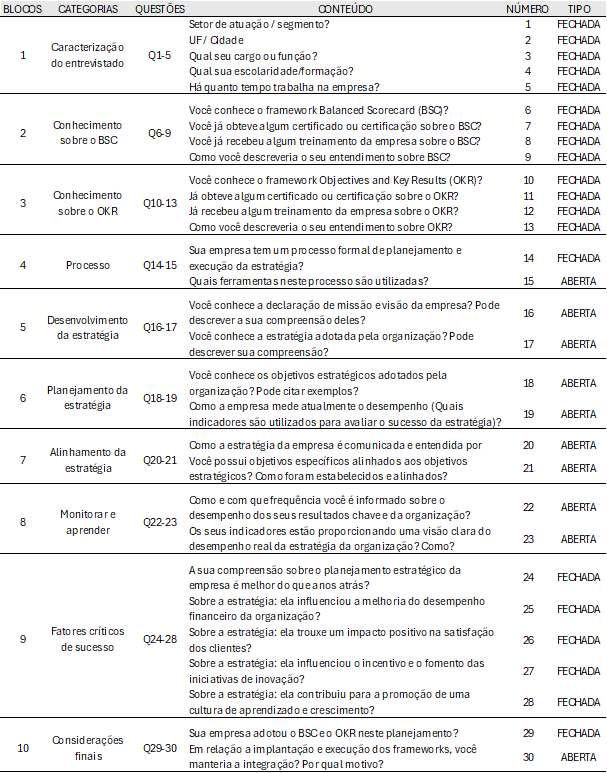 BLOCOS CATEGORIAS QUESTÕES CONTEÚDO NÚMERO TIPO
1 Caracterização do entrevistado Q1-5
Setor de atuação / segmento? 1 FECHADA
UF / Cidade 2 FECHADA
Qual seu cargo ou função? 3 FECHADA
Qual sua escolaridade/formação? 4 FECHADA
Há quanto tempo trabalha na empresa? 5 FECHADA
2 Conhecimento sobre o BSC Q6-9
Você conhece o framework Balanced Scorecard (BSC)? 6 FECHADA
Você já obteve algum certificado ou certificação sobre o BSC? 7 FECHADA
Você já recebeu algum treinamento da empresa sobre o BSC? 8 FECHADA
Como você descreveria o seu entendimento sobre BSC? 9 FECHADA
3 Conhecimento sobre o OKR Q10-13
Você conhece o framework Objectives and Key Results (OKR)? 10 FECHADA
Já obteve algum certificado ou certificação sobre o OKR? 11 FECHADA
Já recebeu algum treinamento da empresa sobre o OKR? 12 FECHADA
Como você descreveria o seu entendimento sobre OKR? 13 FECHADA
4 Processo Q14-15
Sua empresa tem um processo formal de planejamento e
execução da estratégia? 14 FECHADA
Quais ferramentas neste processo são utilizadas? 15 ABERTA
5 Desenvolvimento da estratégia Q16-17
Você conhece a declaração de missão e visão da empresa? Pode
descrever a sua compreensão deles? 16 ABERTA
Você conhece a estratégia adotada pela organização? Pode
descrever sua compreensão? 17 ABERTA
6 Planejamento da estratégia Q18-19
Você conhece os objetivos estratégicos adotados pela
organização? Pode citar exemplos? 18 ABERTA
Como a empresa mede atualmente o desempenho (Quais
indicadores são utilizados para avaliar o sucesso da estratégia)? 19 ABERTA
7 Alinhamento da estratégia Q20-21
Como a estratégia da empresa é comunicada e entendida por 20 ABERTA
Você possui objetivos específicos alinhados aos objetivos
estratégicos? Como foram estabelecidos e alinhados? 21 ABERTA
8 Monitorar e aprender Q22-23
Como e com que frequência você é informado sobre o
desempenho dos seus resultados chave e da organização? 22 ABERTA
Os seus indicadores estão proporcionando uma visão clara do
desempenho real da estratégia da organização? Como? 23 ABERTA
9 Fatores críticos de sucesso Q24-28
A sua compreensão sobre o planejamento estratégico da
empresa é melhor do que anos atrás? 24 FECHADA
Sobre a estratégia: ela influenciou a melhoria do desempenho
financeiro da organização? 25 FECHADA
Sobre a estratégia: ela trouxe um impacto positivo na satisfação
dos clientes? 26 FECHADA
Sobre a estratégia: ela influenciou o incentivo e o fomento das
iniciativas de inovação? 27 FECHADA
Sobre a estratégia: ela contribuiu para a promoção de uma
cultura de aprendizado e crescimento? 28 FECHADA
10 Considerações finais Q29-30
Sua empresa adotou o BSC e o OKR neste planejamento? 29 FECHADA
Em relação a implantação e execução dos frameworks, você
manteria a integração? Por qual motivo? 30 ABERTA